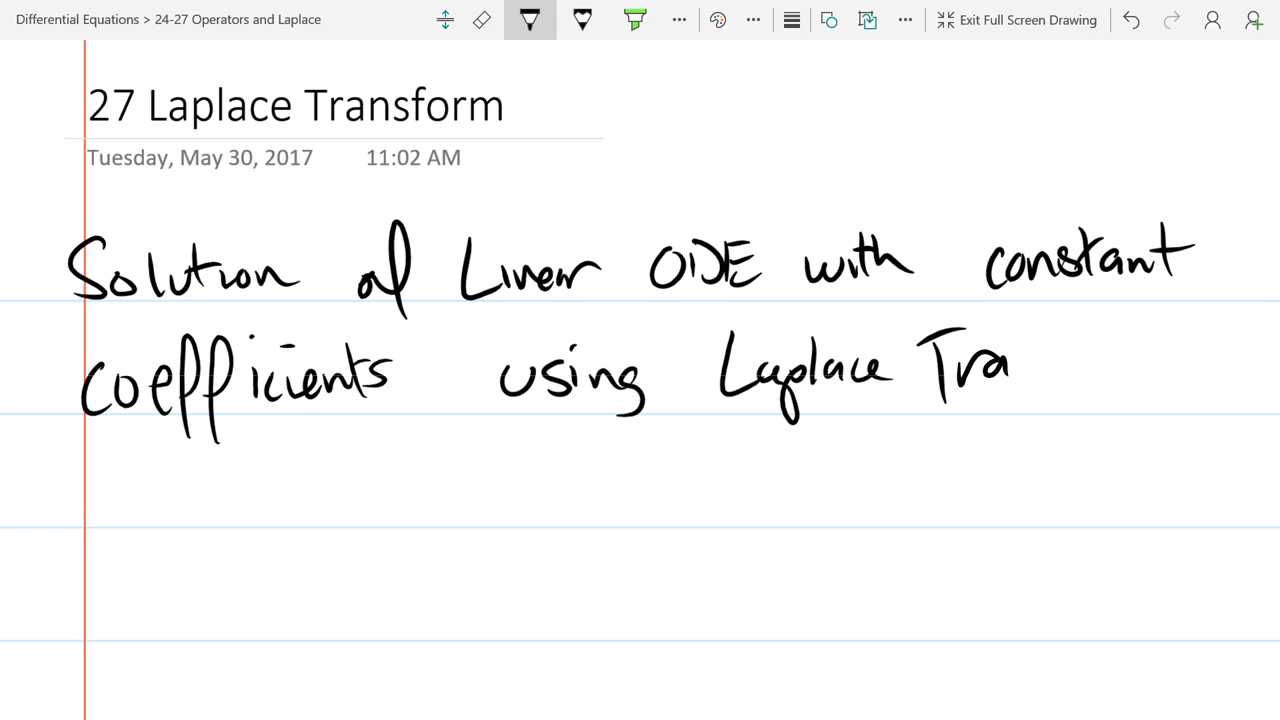 Differential Equations > 24-27 Operators and Laplace
Exit Full Screen Drawing
27 Laplace Transform
Tuesday, May 30, 2017 11:02 AM
Solution of Linear ODE with constant
coefficients using Laplace Tra